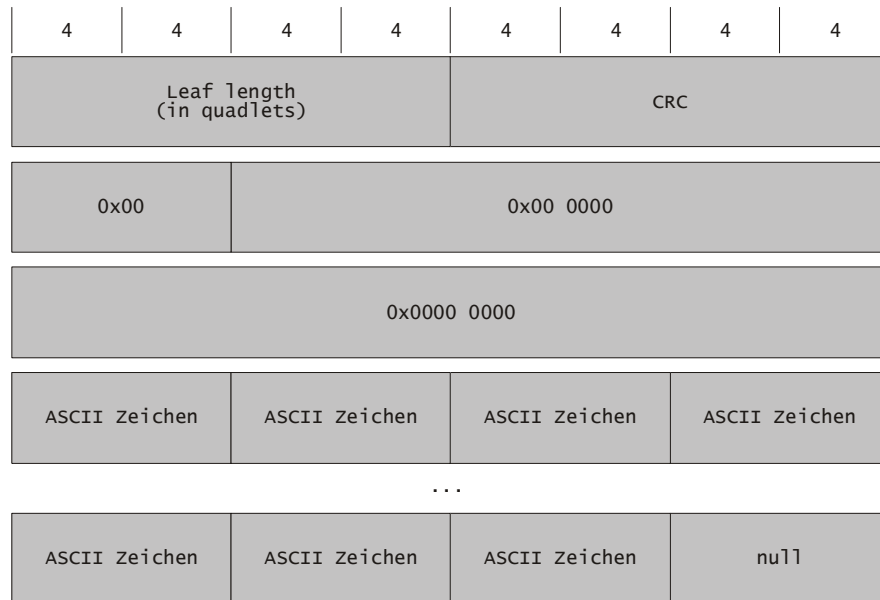 4 4 4 4 4 4 4 4
Leaf length
(in quadlets)
CRC
0x00 0x00 0000
0x0000 0000
ASCII Zeichen ASCII Zeichen ASCII Zeichen ASCII Zeichen
...
ASCII Zeichen ASCII Zeichen ASCII Zeichen null